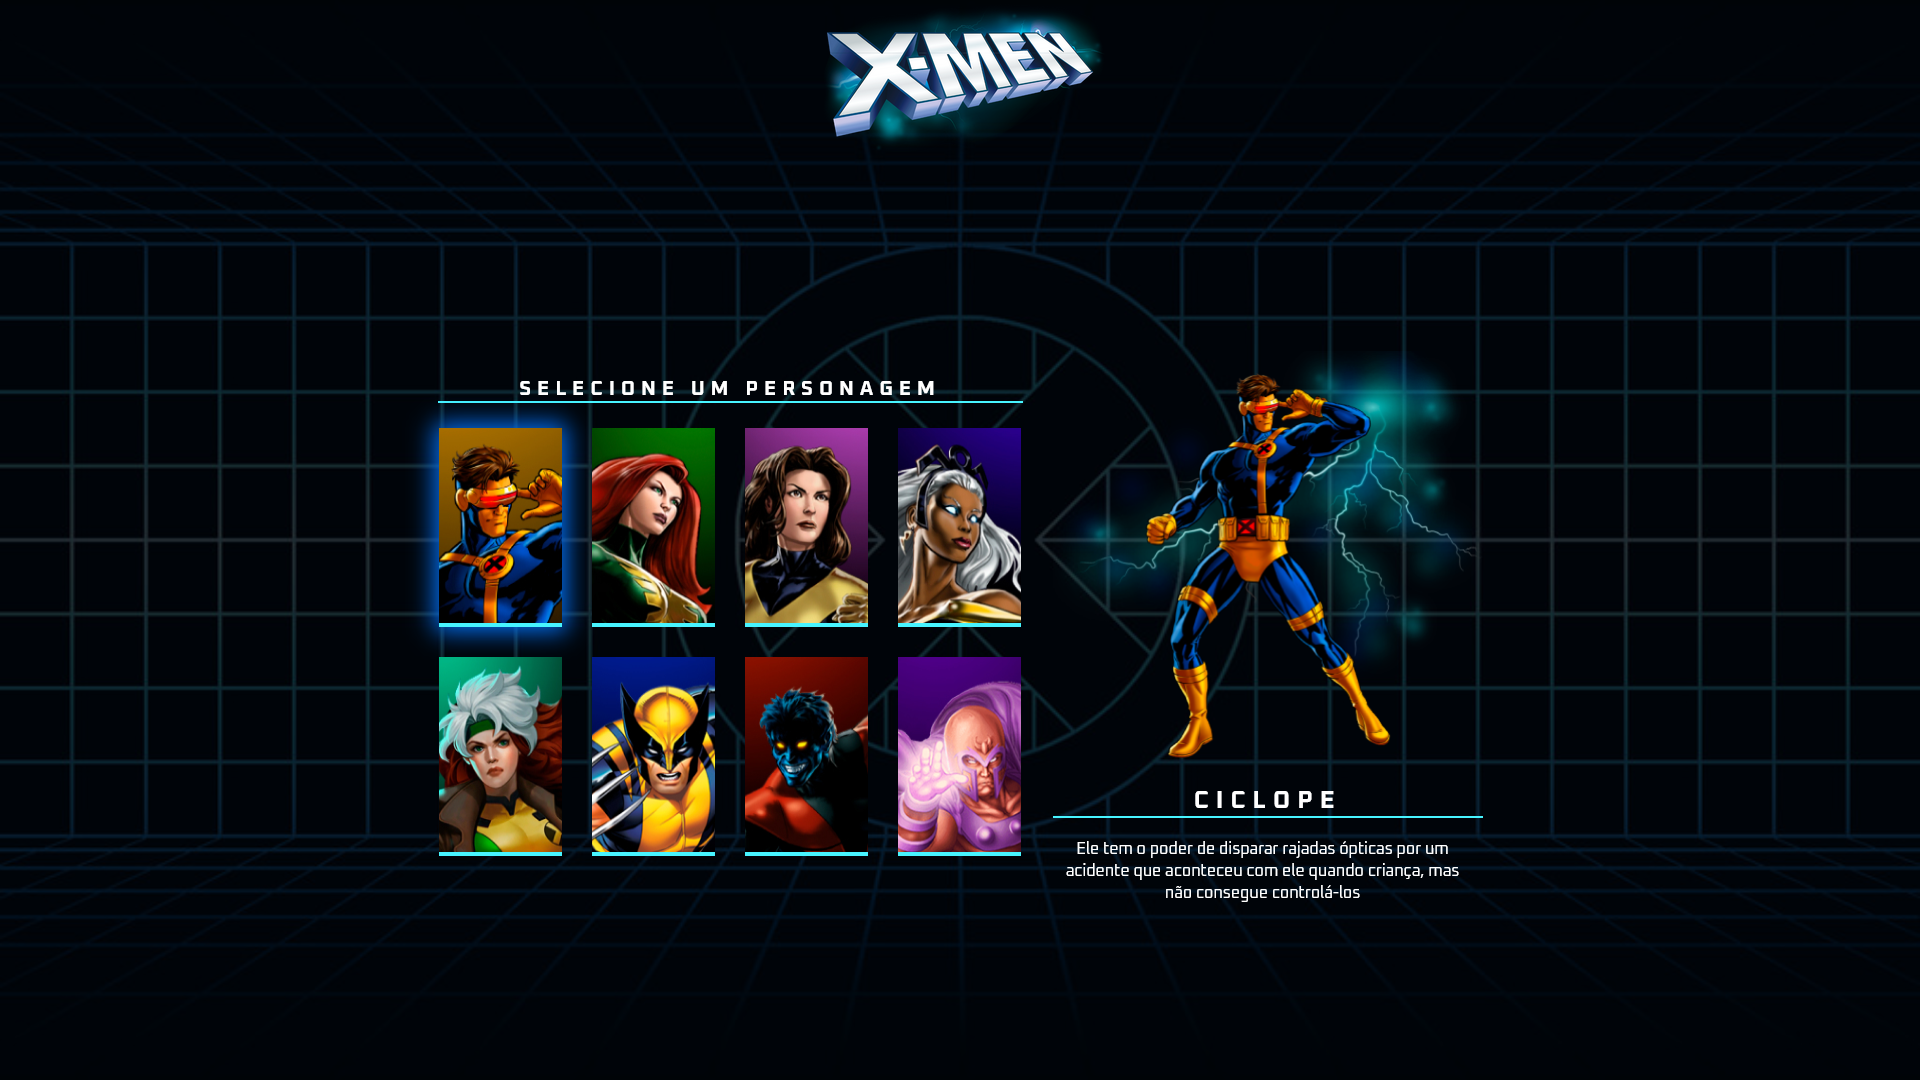 X-MEN
SELECIONE UM PERSONAGEM
CICLOPE
Ele tem o poder de disparar rajadas ópticas por um
acidente que aconteceu com ele quando criança, mas
não consegue controlá-los